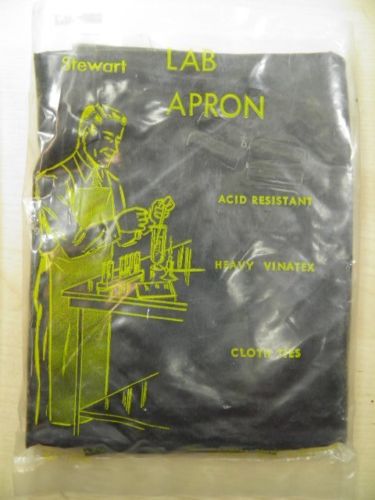 Stewart
LAB
APRON
ACID RESISTANT
HEAVY VINATEX
CLOTH TIES